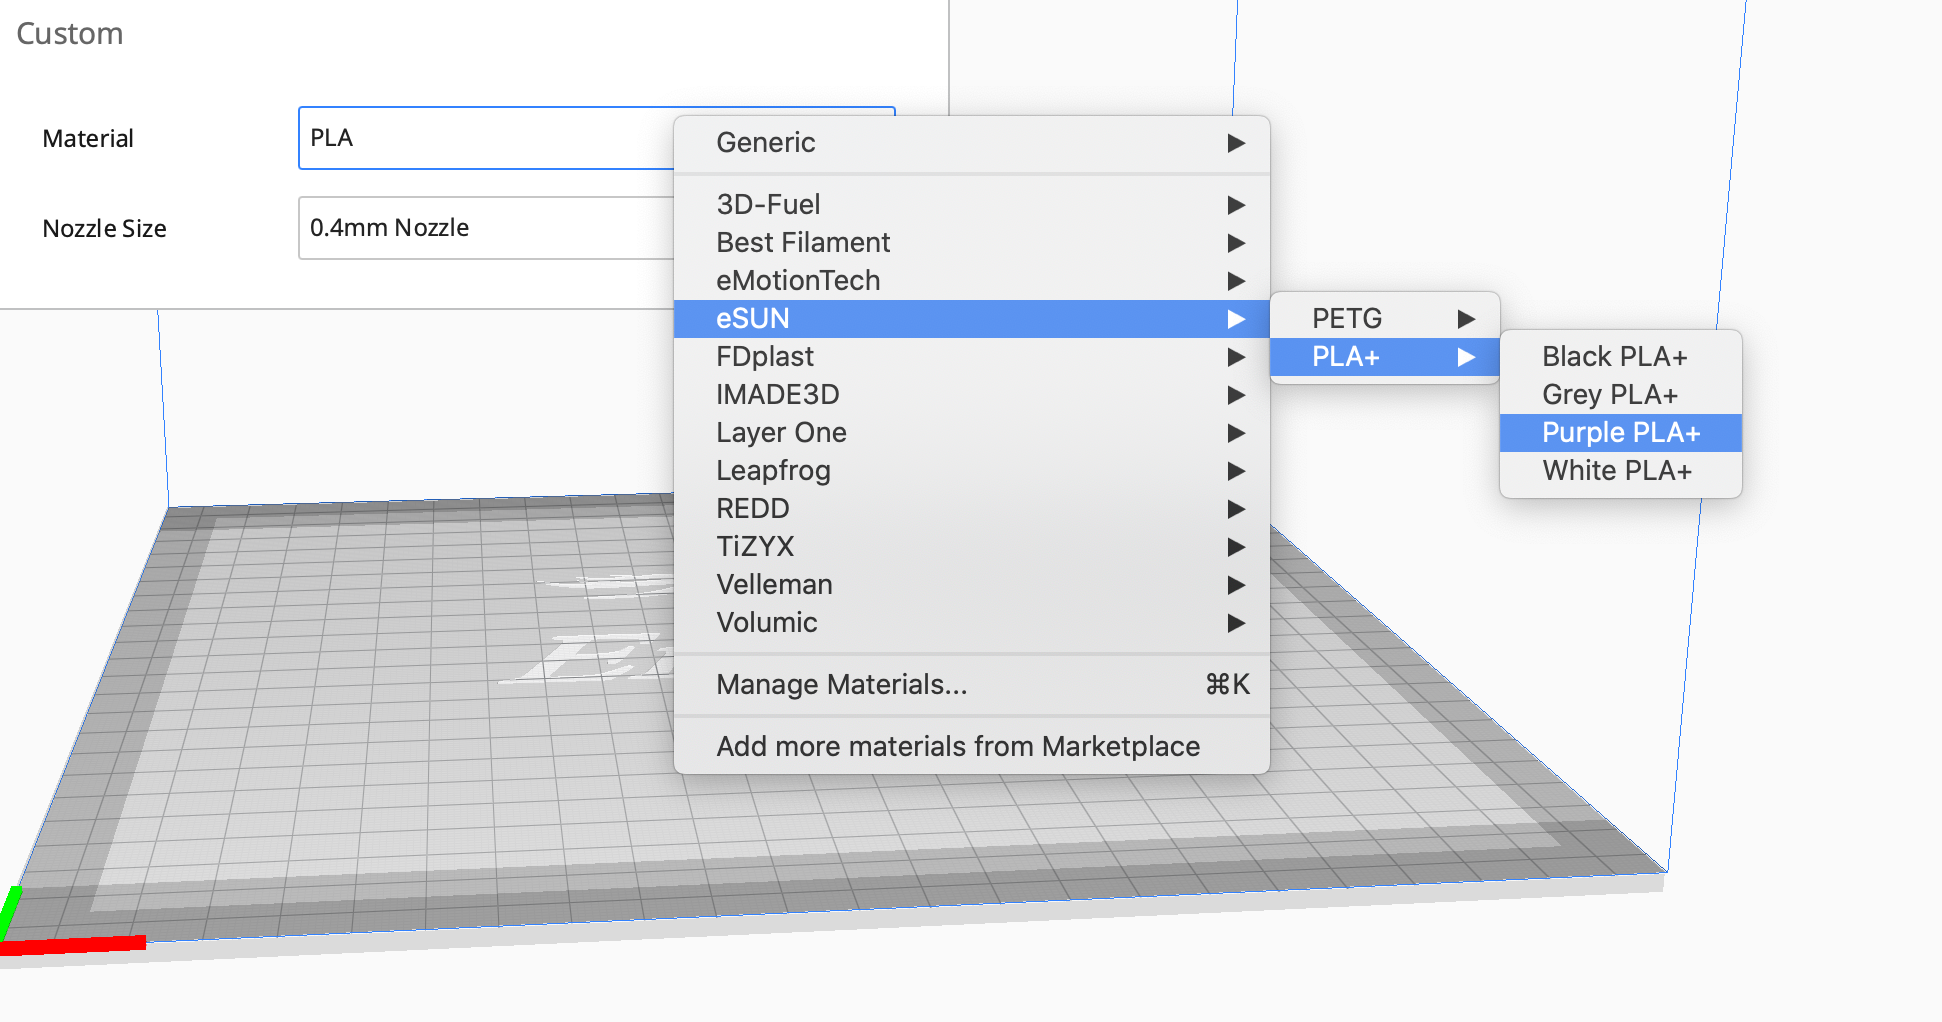 Custom
Material
PLA
Nozzle Size
0.4mm Nozzle
Generic
3D-Fuel
Best Filament
eMotionTech
eSUN
FDplast
IMADE3D
Layer One
Leapfrog
REDD
TiZYX
Velleman
Volumic
Manage Materials... ⌘K
Add more materials from Marketplace
PETG
PLA+
Black PLA+
Grey PLA+
Purple PLA+
White PLA+